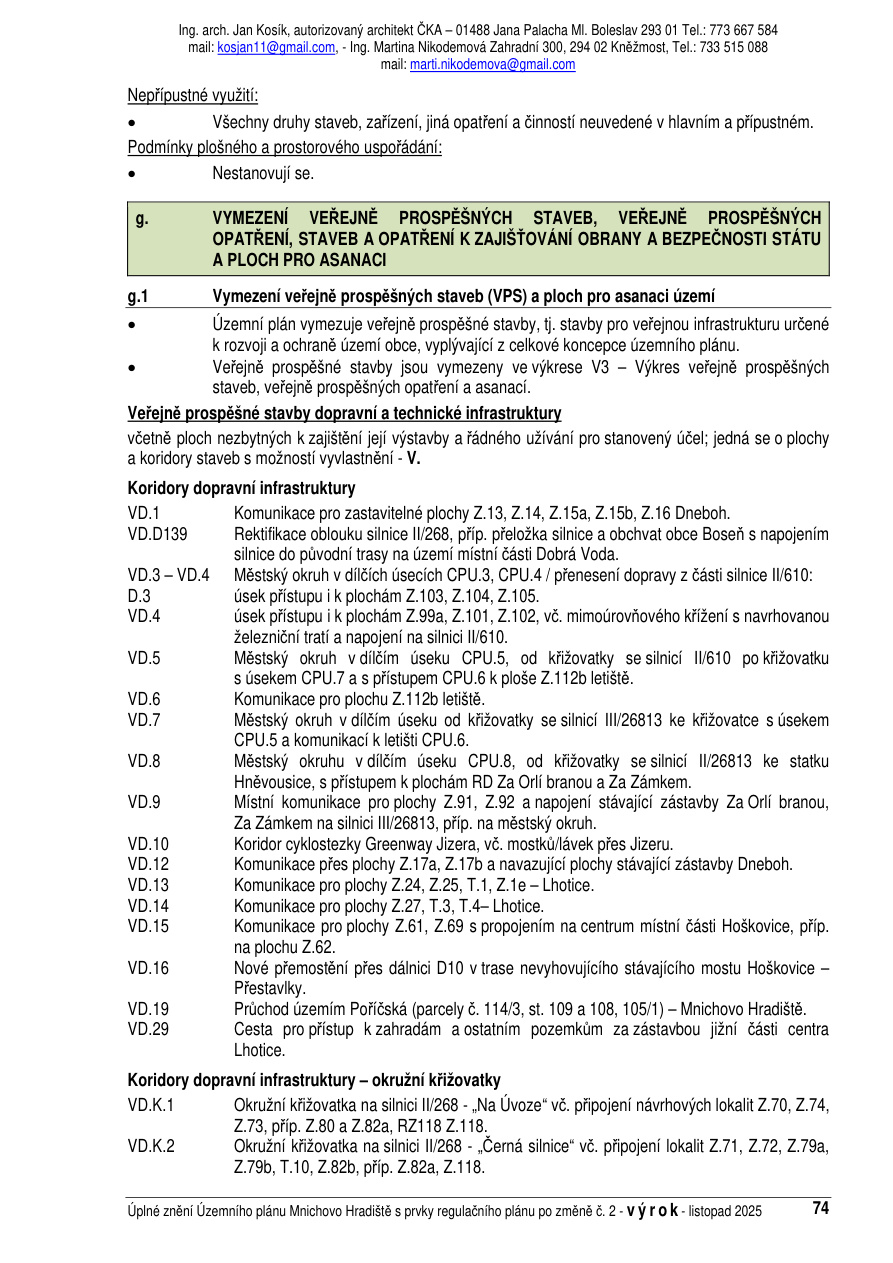 Ing. arch. Jan Kosík, autorizovaný architekt ČKA – 01488 Jana Palacha Ml. Boleslav 293 01 Tel.: 773 667 584
mail: kosjan11@gmail.com, - Ing. Martina Nikodemová Zahradní 300, 294 02 Kněžmost, Tel.: 733 515 088
mail: marti.nikodemova@gmail.com
Nepřípustné využití:
• Všechny druhy staveb, zařízení, jiná opatření a činností neuvedené v hlavním a přípustném.
Podmínky plošného a prostorového uspořádání:
• Nestanovují se.
g. VYMEZENÍ VEŘEJNĚ PROSPĚŠNÝCH STAVEB, VEŘEJNĚ PROSPĚŠNÝCH
OPATŘENÍ, STAVEB A OPATŘENÍ K ZAJIŠŤOVÁNÍ OBRANY A BEZPEČNOSTI STÁTU
A PLOCH PRO ASANACI
g.1 Vymezení veřejně prospěšných staveb (VPS) a ploch pro asanaci území
• Územní plán vymezuje veřejně prospěšné stavby, tj. stavby pro veřejnou infrastrukturu určené
k rozvoji a ochraně území obce, vyplývající z celkové koncepce územního plánu.
• Veřejně prospěšné stavby jsou vymezeny ve výkrese V3 – Výkres veřejně prospěšných
staveb, veřejně prospěšných opatření a asanací.
Veřejně prospěšné stavby dopravní a technické infrastruktury
včetně ploch nezbytných k zajištění její výstavby a řádného užívání pro stanovený účel; jedná se o plochy
a koridory staveb s možností vyvlastnění - V.
Koridory dopravní infrastruktury
VD.1 Komunikace pro zastavitelné plochy Z.13, Z.14, Z.15a, Z.15b, Z.16 Dneboh.
VD.D139 Rektifikace oblouku silnice II/268, příp. přeložka silnice a obchvat obce Boseň s napojením
silnice do původní trasy na území místní části Dobrá Voda.
VD.3 – VD.4 Městský okruh v dílčích úsecích CPU.3, CPU.4 / přenesení dopravy z části silnice II/610:
D.3 úsek přístupu i k plochám Z.103, Z.104, Z.105.
VD.4 úsek přístupu i k plochám Z.99a, Z.101, Z.102, vč. mimoúrovňového křížení s navrhovanou
železniční tratí a napojení na silnici II/610.
VD.5 Městský okruh v dílčím úseku CPU.5, od křižovatky se silnicí II/610 po křižovatku
s úsekem CPU.7 a s přístupem CPU.6 k ploše Z.112b letiště.
VD.6 Komunikace pro plochu Z.112b letiště.
VD.7 Městský okruh v dílčím úseku od křižovatky se silnicí III/26813 ke křižovatce s úsekem
CPU.5 a komunikací k letišti CPU.6.
VD.8 Městský okruhu v dílčím úseku CPU.8, od křižovatky se silnicí II/26813 ke statku
Hněvousice, s přístupem k plochám RD Za Orlí branou a Za Zámkem.
VD.9 Místní komunikace pro plochy Z.91, Z.92 a napojení stávající zástavby Za Orlí branou,
Za Zámkem na silnici III/26813, příp. na městský okruh.
VD.10 Koridor cyklostezky Greenway Jizera, vč. mostků/lávek přes Jizeru.
VD.12 Komunikace přes plochy Z.17a, Z.17b a navazující plochy stávající zástavby Dneboh.
VD.13 Komunikace pro plochy Z.24, Z.25, T.1, Z.1e – Lhotice.
VD.14 Komunikace pro plochy Z.27, T.3, T.4– Lhotice.
VD.15 Komunikace pro plochy Z.61, Z.69 s propojením na centrum místní části Hoškovice, příp.
na plochu Z.62.
VD.16 Nové přemostění přes dálnici D10 v trase nevyhovujícího stávajícího mostu Hoškovice –
Přestavlky.
VD.19 Průchod územím Poříčská (parcely č. 114/3, st. 109 a 108, 105/1) – Mnichovo Hradiště.
VD.29 Cesta pro přístup k zahradám a ostatním pozemkům za zástavbou jižní části centra
Lhotice.
Koridory dopravní infrastruktury – okružní křižovatky
VD.K.1 Okružní křižovatka na silnici II/268 - „Na Úvoze“ vč. připojení návrhových lokalit Z.70, Z.74,
Z.73, příp. Z.80 a Z.82a, RZ118 Z.118.
VD.K.2 Okružní křižovatka na silnici II/268 - „Černá silnice“ vč. připojení lokalit Z.71, Z.72, Z.79a,
Z.79b, T.10, Z.82b, příp. Z.82a, Z.118.
Úplné znění Územního plánu Mnichovo Hradiště s prvky regulačního plánu po změně č. 2 - v ý r o k - listopad 2025 74